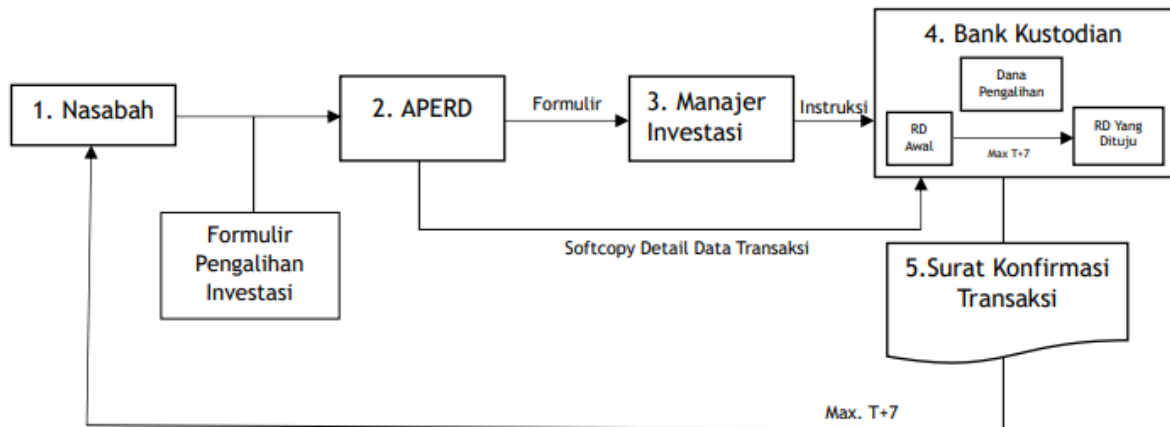 1. Nasabah
Formulir
Pengalihan
Investasi
2. APERD
Formulir
3. Manajer
Investasi
Instruksi
4. Bank Kustodian
Dana
Pengalihan
RD
Awal
Max T+7
RD Yang
Dituju
Softcopy Detail Data Transaksi
5.Surat Konfirmasi
Transaksi
Max. T+7